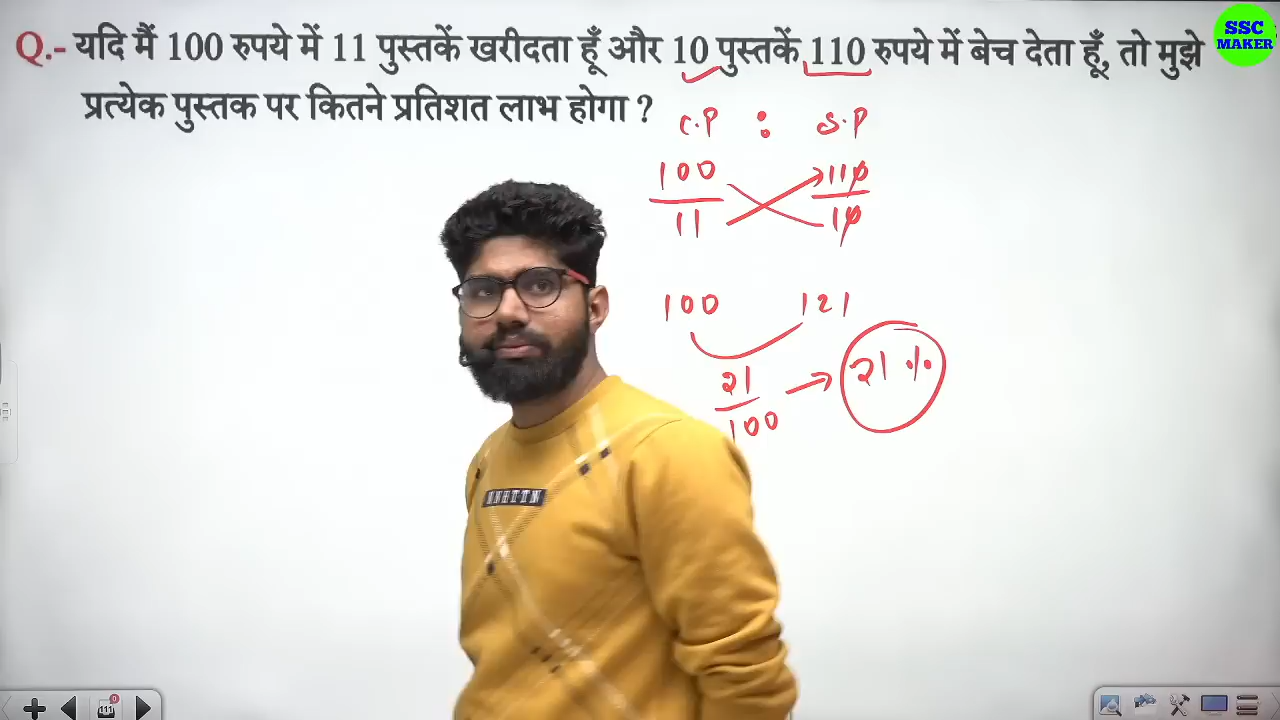 Q.- यदि मैं 100 रुपये में 11 पुस्तकें खरीदता हूँ और 10 पुस्तकें 110 रुपये में बेच देता हूँ, तो मुझे
प्रत्येक पुस्तक पर कितने प्रतिशत लाभ होगा ?
SSC
MAKER
C.P : S.P
100 110
11 10
100 121
21 → 21 %
100
NNHTTN